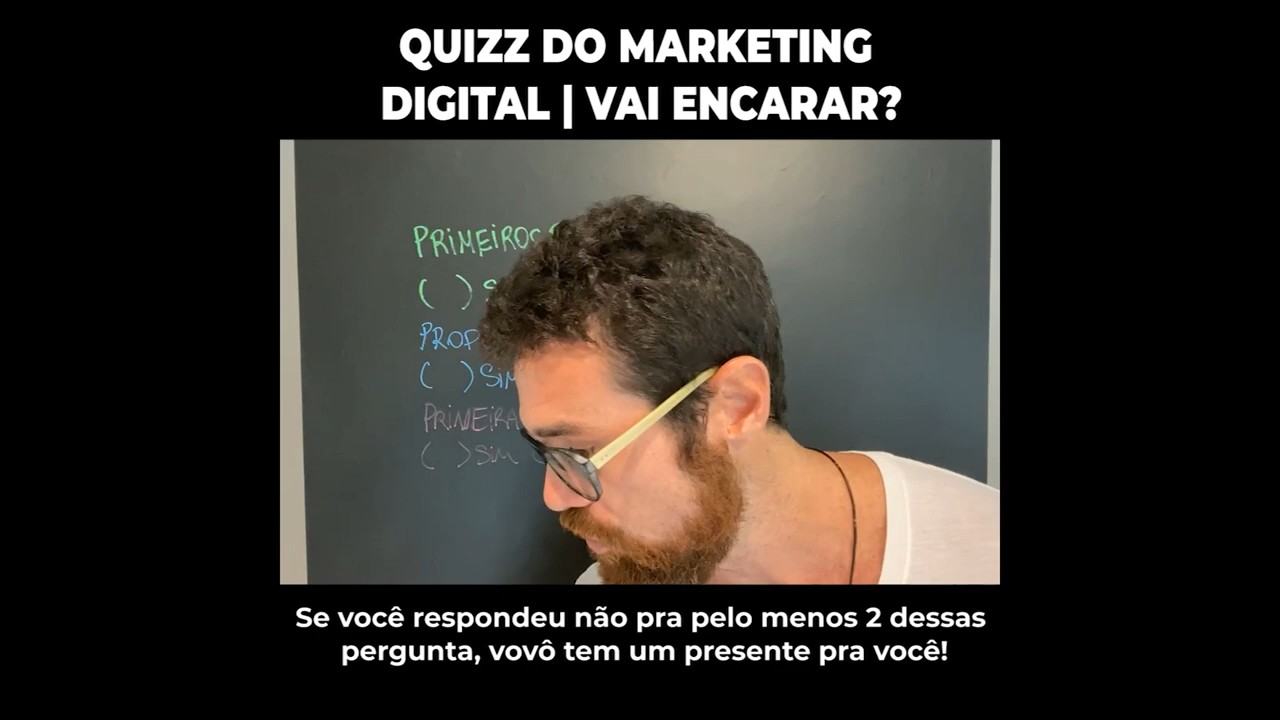 QUIZZ DO MARKETING
DIGITAL | VAI ENCARAR?
PRIMEIROS
( ) S
PROP
( ) SIM
PRIMEIRA
( ) SIM
Se você respondeu não pra pelo menos 2 dessas
pergunta, vovô tem um presente pra você!